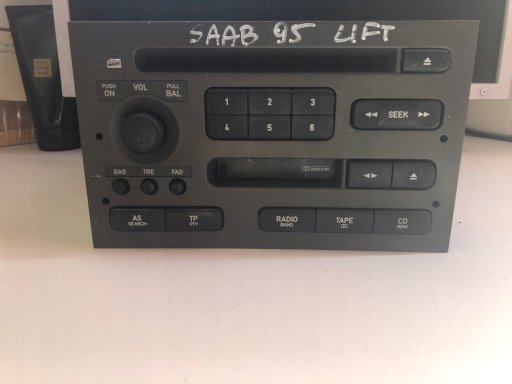 SAAB 95 LIFT
PUSH ON
VOL
PULL BAL
1 2 3
4 5 6
SEEK
BAS TRE FAD
AS SEARCH
TP PTY
RADIO BAND
TAPE
CD RDM